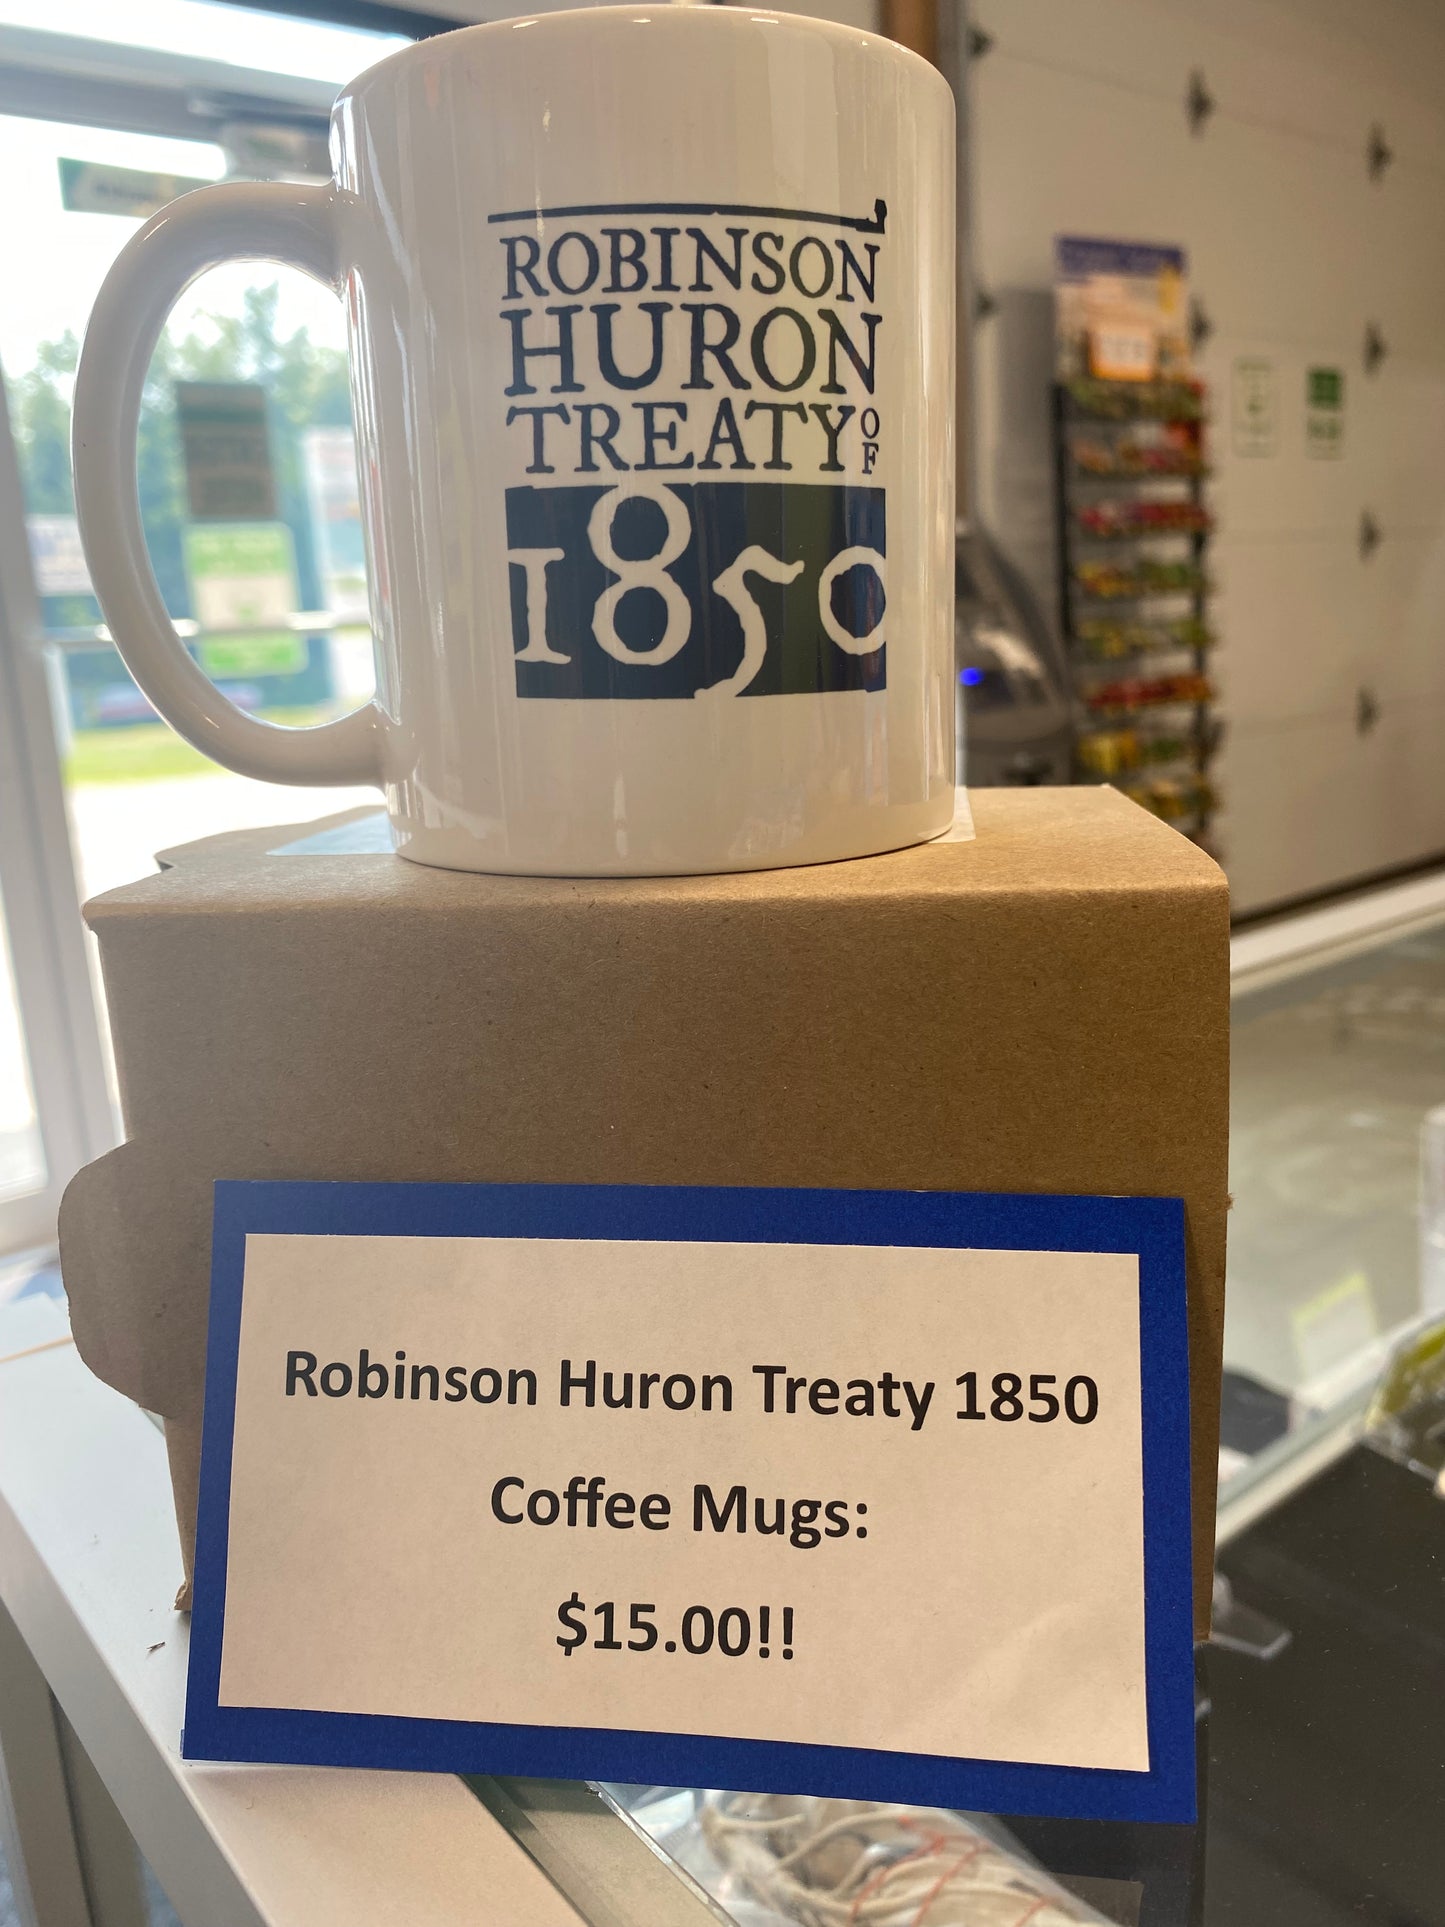 ROBINSON
HURON
TREATY OF
1850
Robinson Huron Treaty 1850
Coffee Mugs:
$15.00!!